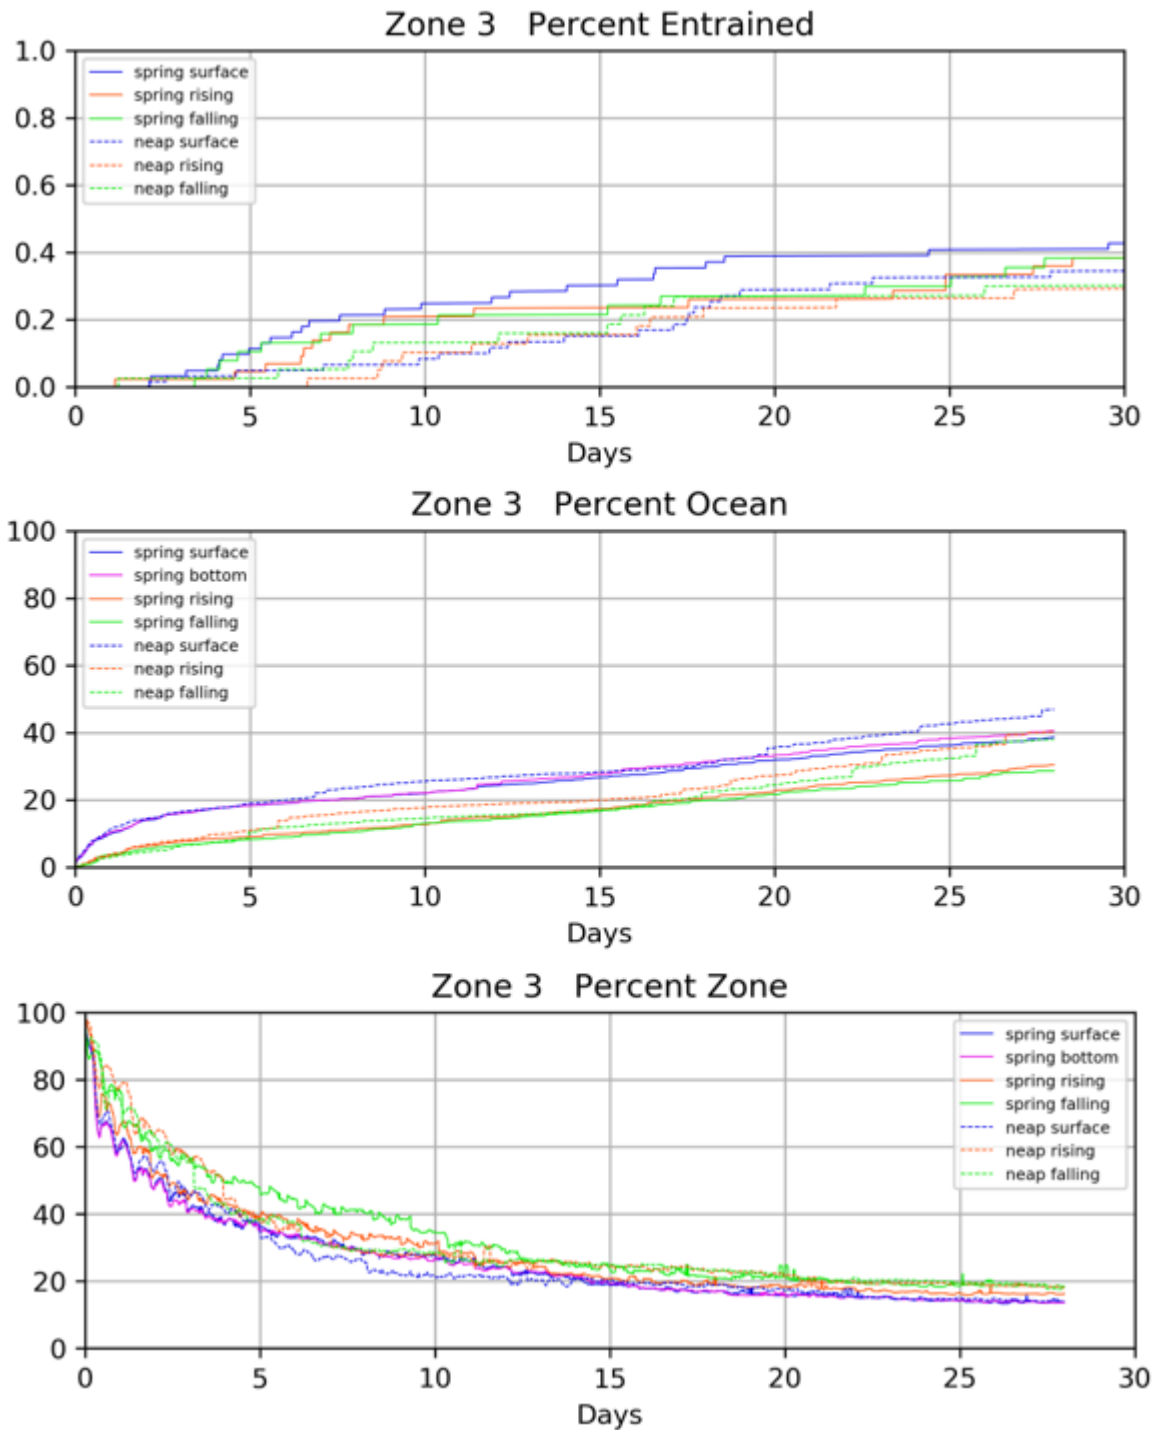 Zone 3 Percent Entrained
1.0
0.8
0.6
0.4
0.2
0.0
spring surface
spring rising
spring falling
neap surface
neap rising
neap falling
0 5 10 15 20 25 30
Days
Zone 3 Percent Ocean
100
80
60
40
20
0
spring surface
spring bottom
spring rising
spring falling
neap surface
neap rising
neap falling
0 5 10 15 20 25 30
Days
Zone 3 Percent Zone
100
80
60
40
20
0
spring surface
spring bottom
spring rising
spring falling
neap surface
neap rising
neap falling
0 5 10 15 20 25 30
Days